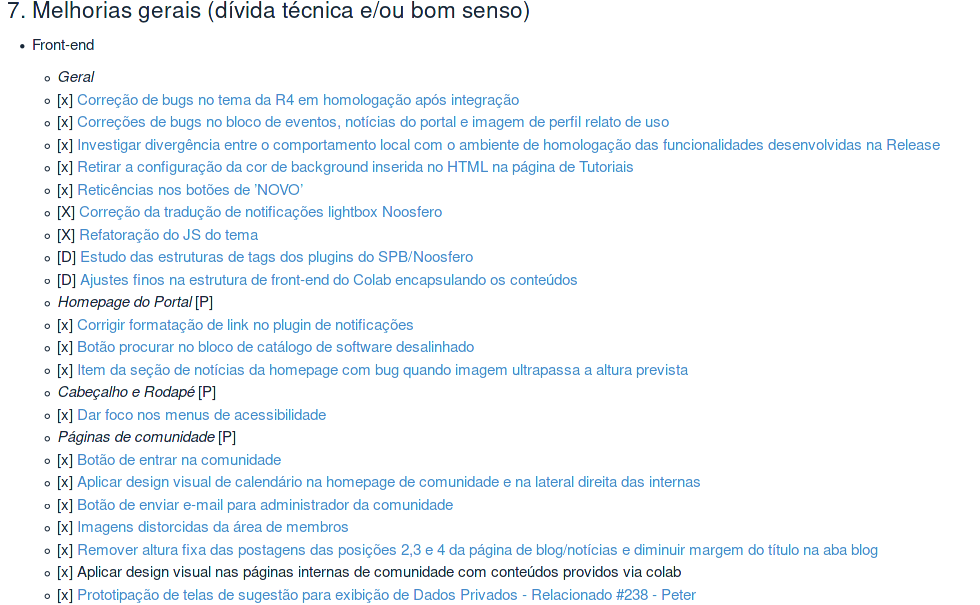 7. Melhorias gerais (dívida técnica e/ou bom senso)
Front-end
Geral
[x] Correção de bugs no tema da R4 em homologação após integração
[x] Correções de bugs no bloco de eventos, notícias do portal e imagem de perfil relato de uso
[x] Investigar divergência entre o comportamento local com o ambiente de homologação das funcionalidades desenvolvidas na Release
[x] Retirar a configuração da cor de background inserida no HTML na página de Tutoriais
[x] Reticências nos botões de 'NOVO'
[X] Correção da tradução de notificações lightbox Noosfero
[X] Refatoração do JS do tema
[D] Estudo das estruturas de tags dos plugins do SPB/Noosfero
[D] Ajustes finos na estrutura de front-end do Colab encapsulando os conteúdos
Homepage do Portal [P]
[x] Corrigir formatação de link no plugin de notificações
[x] Botão procurar no bloco de catálogo de software desalinhado
[x] Item da seção de notícias da homepage com bug quando imagem ultrapassa a altura prevista
Cabeçalho e Rodapé [P]
[x] Dar foco nos menus de acessibilidade
Páginas de comunidade [P]
[x] Botão de entrar na comunidade
[x] Aplicar design visual de calendário na homepage de comunidade e na lateral direita das internas
[x] Botão de enviar e-mail para administrador da comunidade
[x] Imagens distorcidas da área de membros
[x] Remover altura fixa das postagens das posições 2,3 e 4 da página de blog/notícias e diminuir margem do título na aba blog
[x] Aplicar design visual nas páginas internas de comunidade com conteúdos providos via colab
[x] Prototipação de telas de sugestão para exibição de Dados Privados - Relacionado #238 - Peter